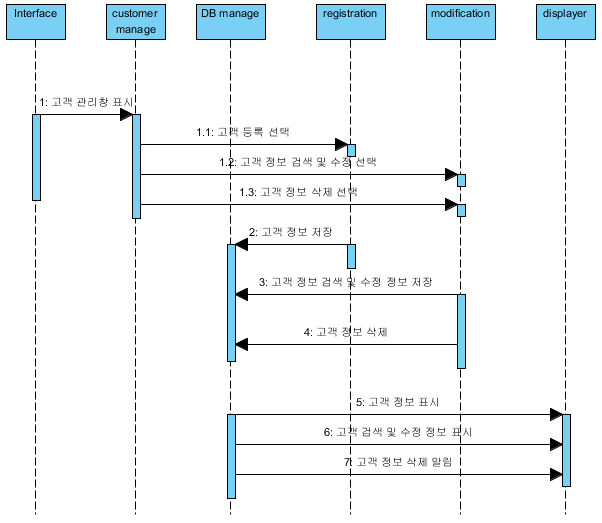 Interface
customer
manage
DB manage
registration
modification
displayer
1: 고객 관리창 표시
1.1: 고객 등록 선택
1.2: 고객 정보 검색 및 수정 선택
1.3: 고객 정보 삭제 선택
2: 고객 정보 저장
3: 고객 정보 검색 및 수정 정보 저장
4: 고객 정보 삭제
5: 고객 정보 표시
6: 고객 검색 및 수정 정보 표시
7: 고객 정보 삭제 알림